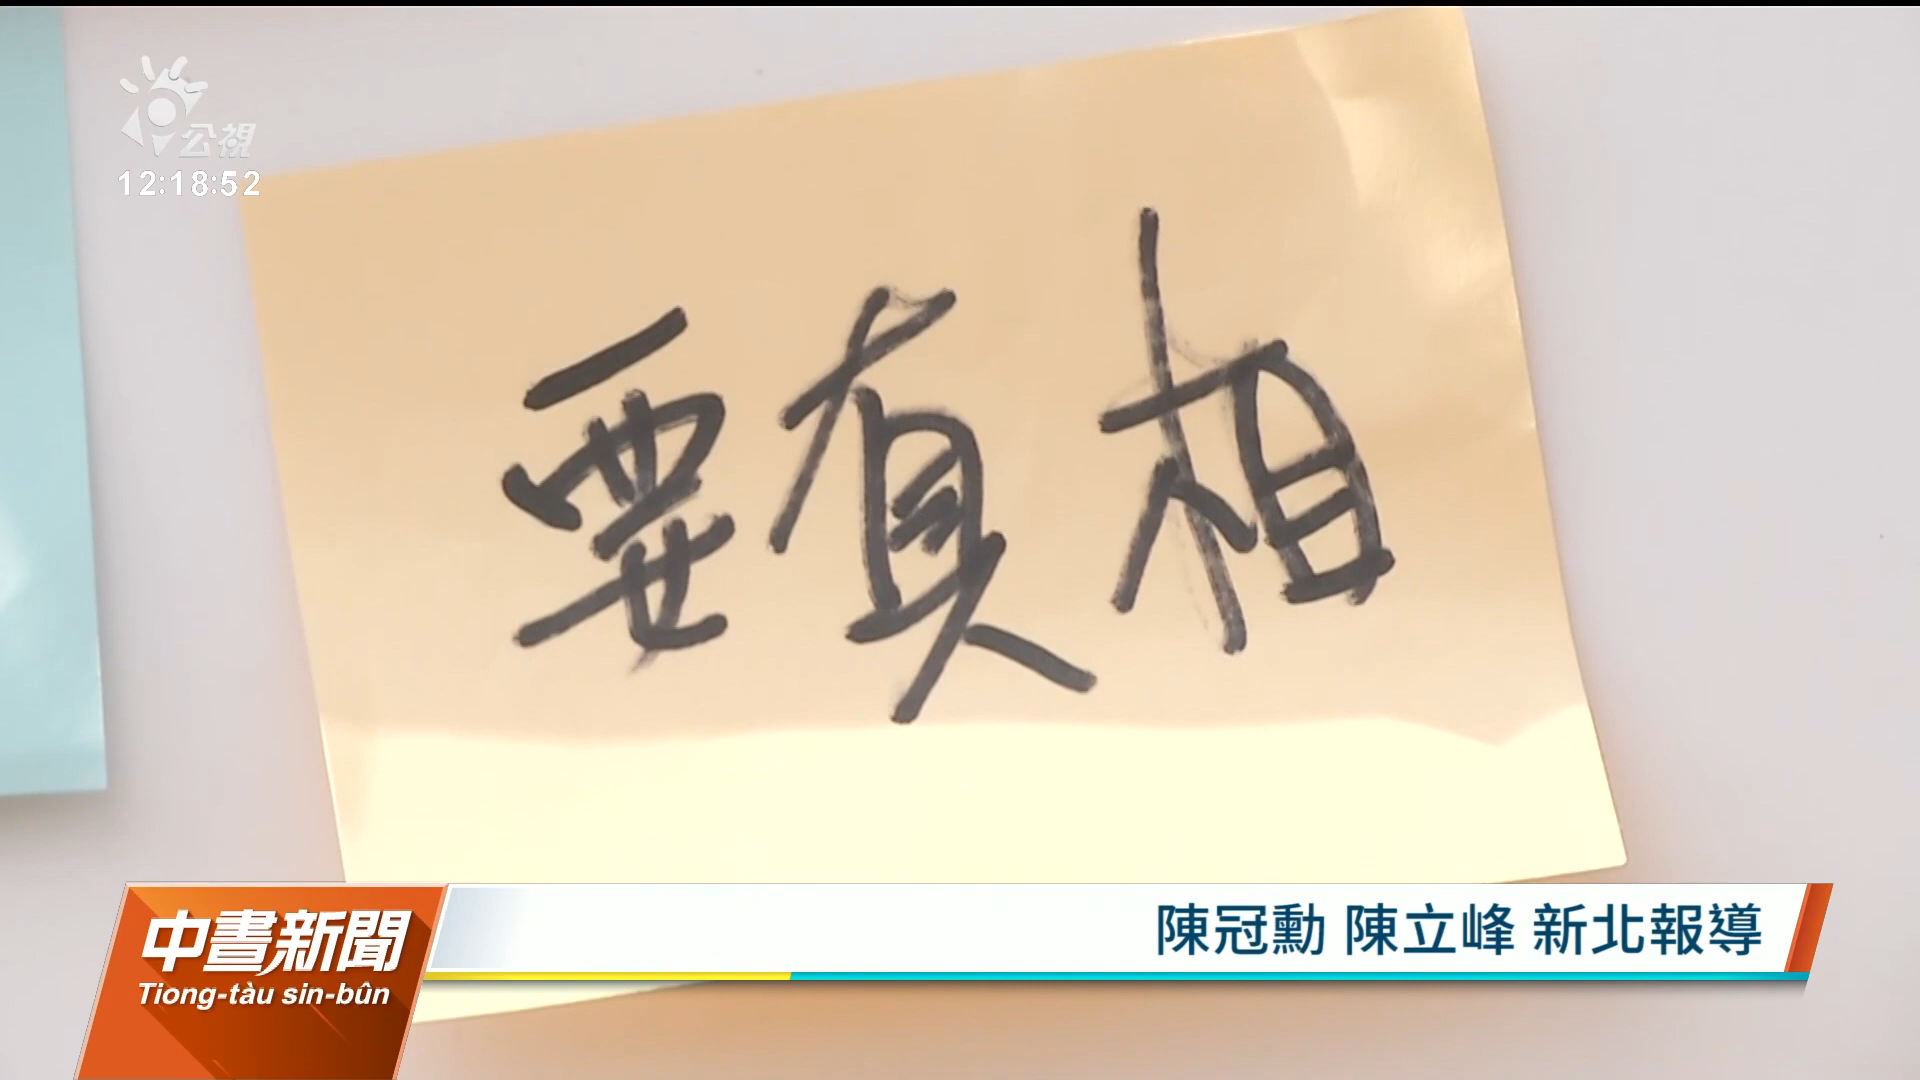 公視
12:18:52
要真相
中晝新聞
Tiong-tàu sin-bûn
陳冠勳 陳立峰 新北報導